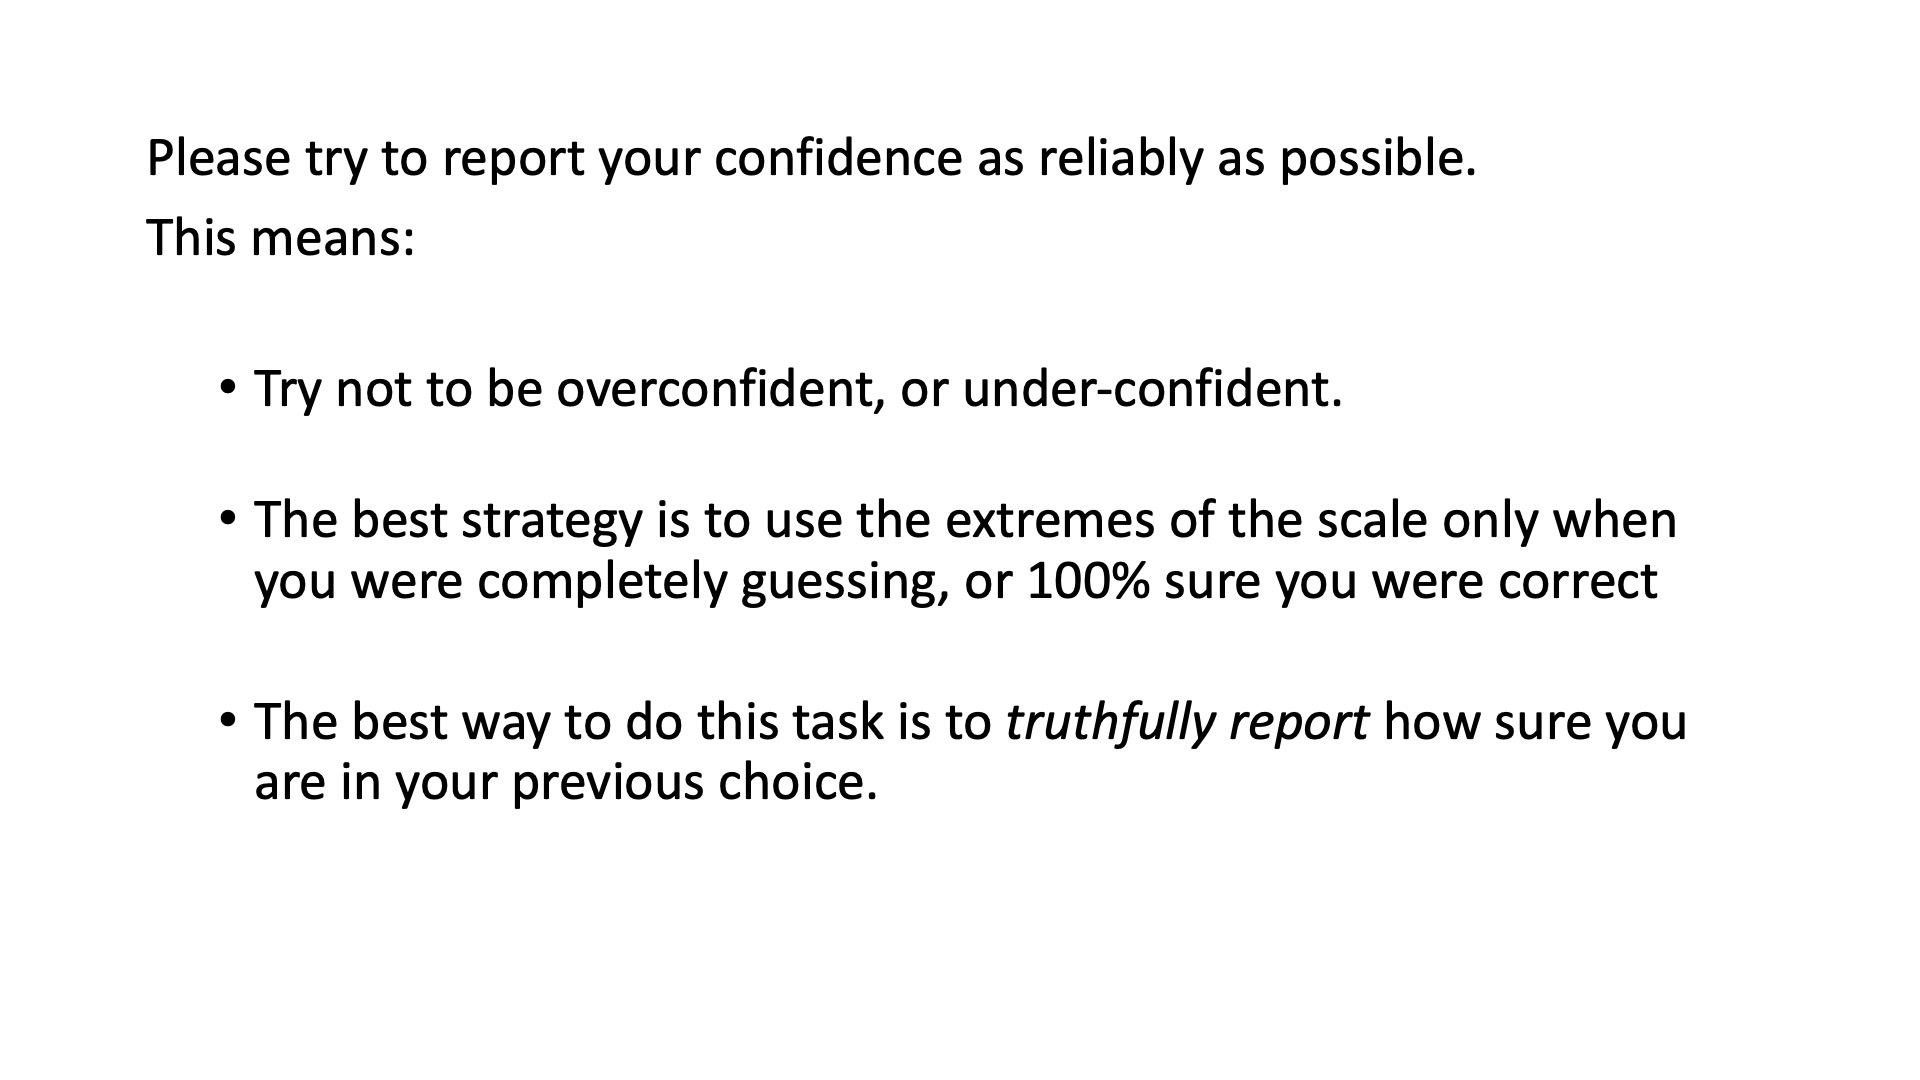 Please try to report your confidence as reliably as possible.
This means:
• Try not to be overconfident, or under-confident.
• The best strategy is to use the extremes of the scale only when
you were completely guessing, or 100% sure you were correct
• The best way to do this task is to truthfully report how sure you
are in your previous choice.